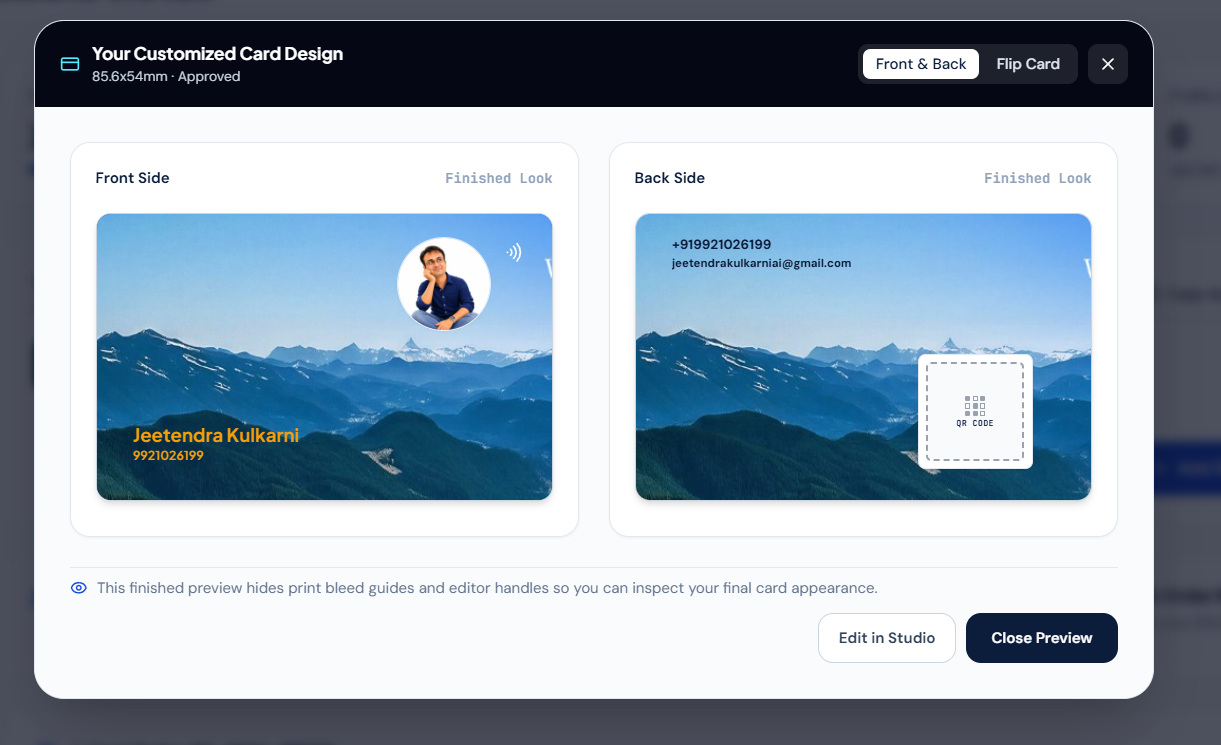 Your Customized Card Design
85.6x54mm · Approved
Front & Back
Flip Card
Front Side
Finished Look
Jeetendra Kulkarni
9921026199
Back Side
Finished Look
+919921026199
jeetendrakulkarniai@gmail.com
QR CODE
This finished preview hides print bleed guides and editor handles so you can inspect your final card appearance.
Edit in Studio
Close Preview